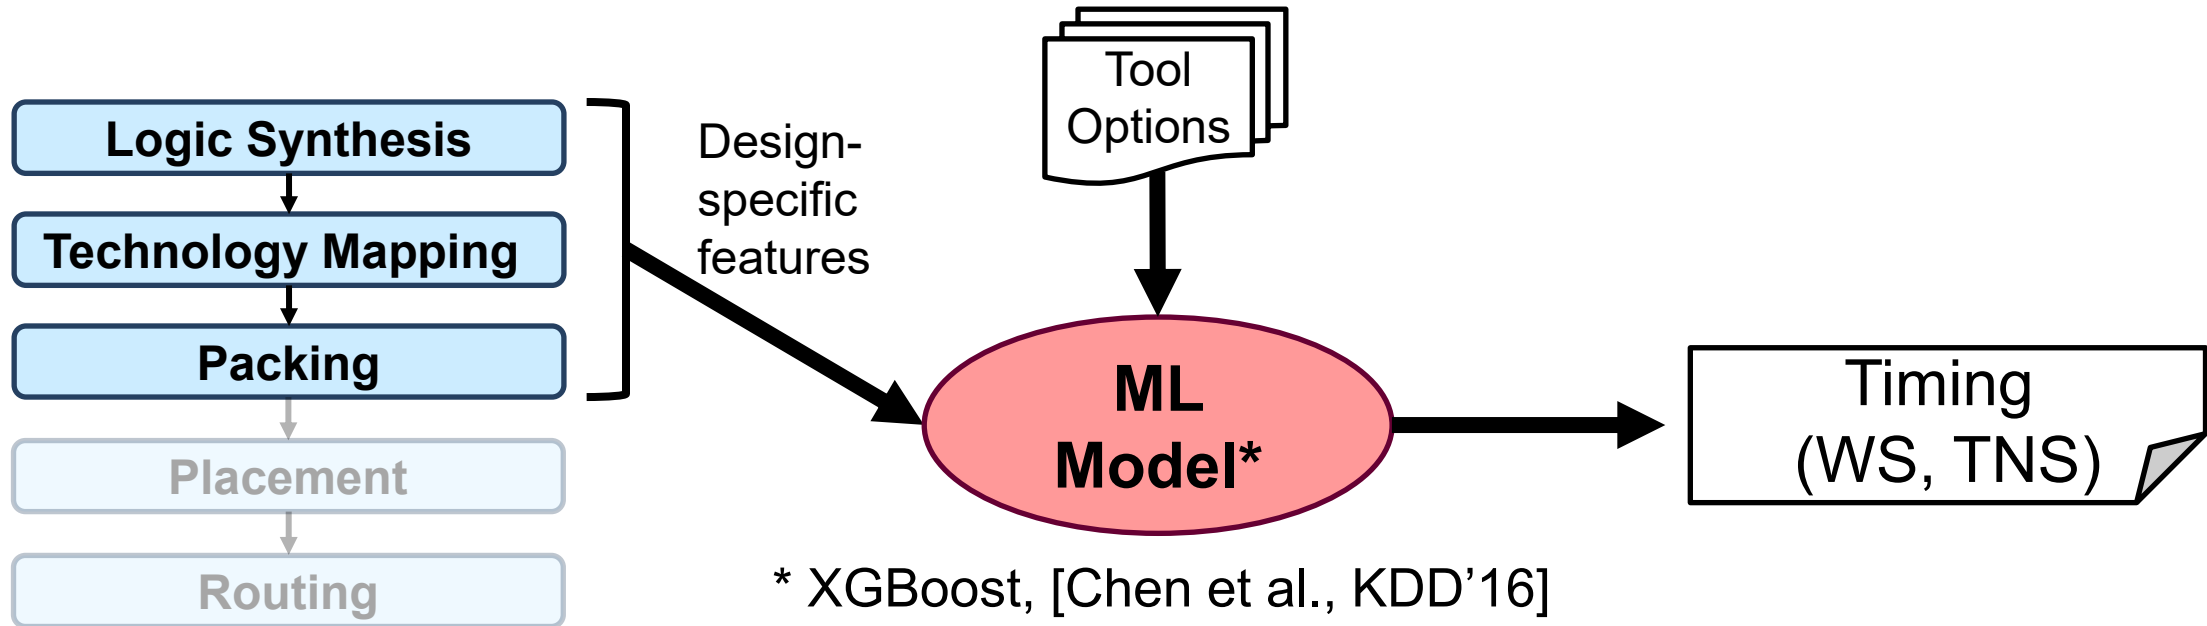 Logic Synthesis
Technology Mapping
Packing
Placement
Routing
Design-
specific
features
Tool
Options
ML
Model*
Timing
(WS, TNS)
* XGBoost, [Chen et al., KDD’16]